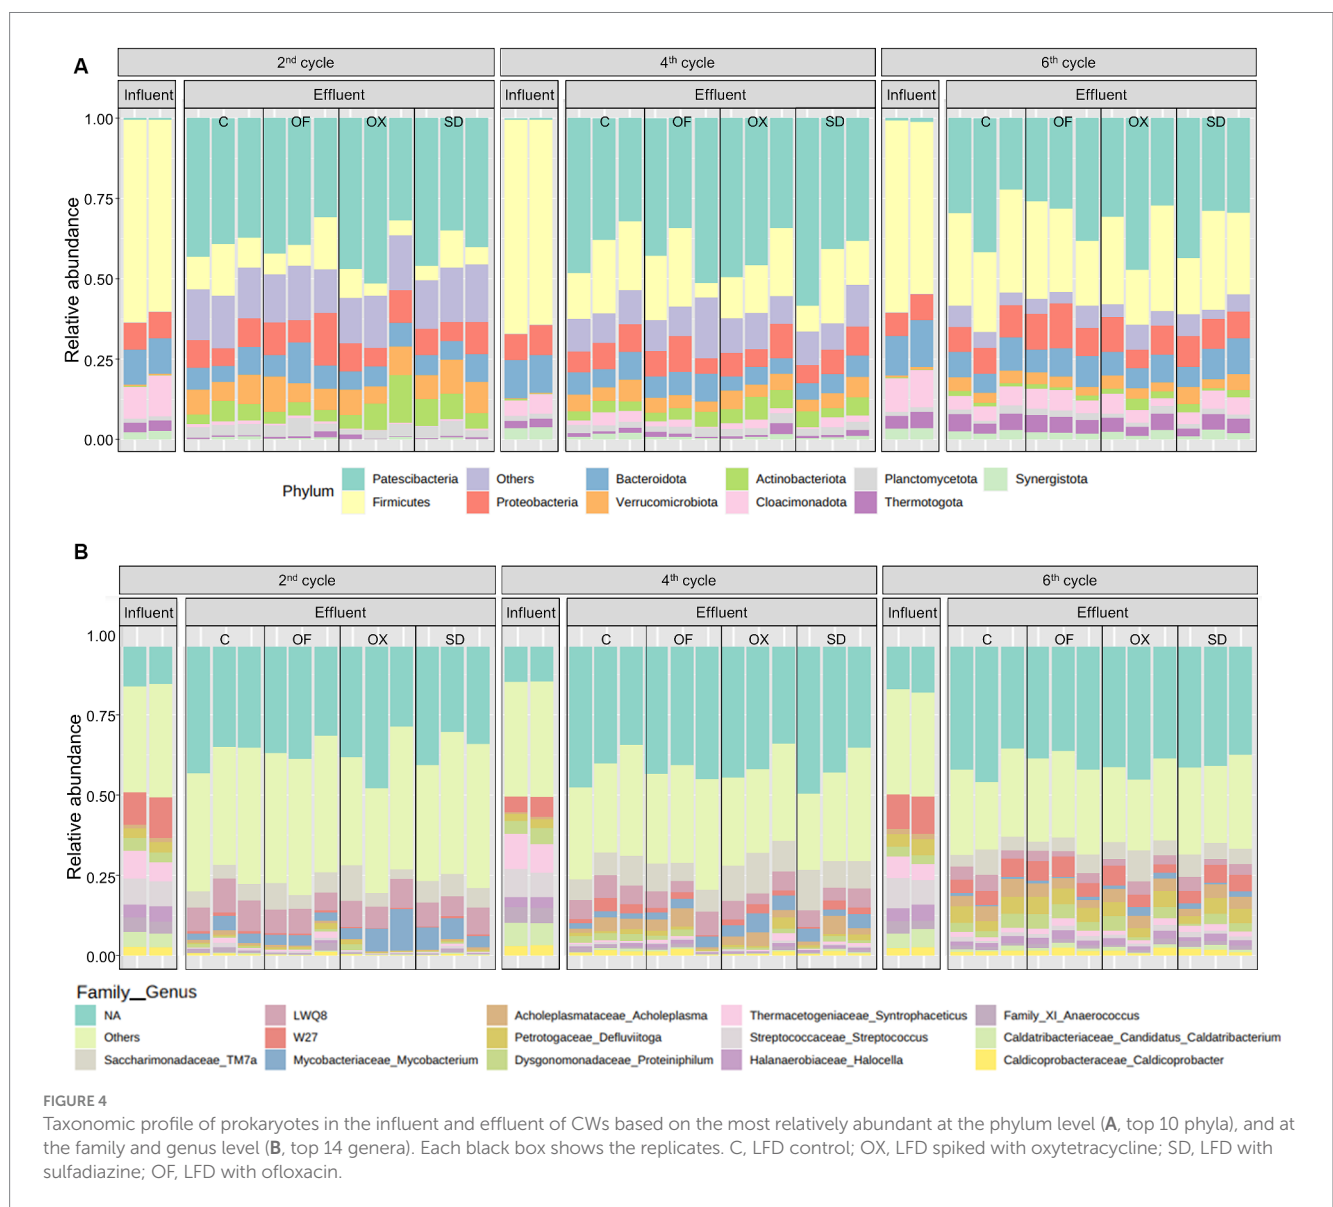 A
2nd cycle
4th cycle
6th cycle
Influent
Effluent
Influent
Effluent
Influent
Effluent
C OF OX SD
C OF OX SD
C OF OX SD
Relative abundance
1.00
0.75
0.50
0.25
0.00
Phylum
Patescibacteria Others Bacteroidota Actinobacteriota Planctomycetota Synergistota
Firmicutes Proteobacteria Verrucomicrobiota Cloacimonadota Thermotogota
B
2nd cycle
4th cycle
6th cycle
Influent
Effluent
Influent
Effluent
Influent
Effluent
C OF OX SD
C OF OX SD
C OF OX SD
Relative abundance
1.00
0.75
0.50
0.25
0.00
Family__Genus
NA LWQ8 Acholeplasmataceae_Acholeplasma Thermacetogeniaceae_Syntrophaceticus Family_XI_Anaerococcus
Others W27 Petrotogaceae_Defluviitoga Streptococcaceae_Streptococcus Caldatribacteriaceae_Candidatus_Caldatribacterium
Saccharimonadaceae_TM7a Mycobacteriaceae_Mycobacterium Dysgonomonadaceae_Proteiniphilum Halanaerobiaceae_Halocella Caldicoprobacteraceae_Caldicoprobacter
FIGURE 4
Taxonomic profile of prokaryotes in the influent and effluent of CWs based on the most relatively abundant at the phylum level (A, top 10 phyla), and at
the family and genus level (B, top 14 genera). Each black box shows the replicates. C, LFD control; OX, LFD spiked with oxytetracycline; SD, LFD with
sulfadiazine; OF, LFD with ofloxacin.